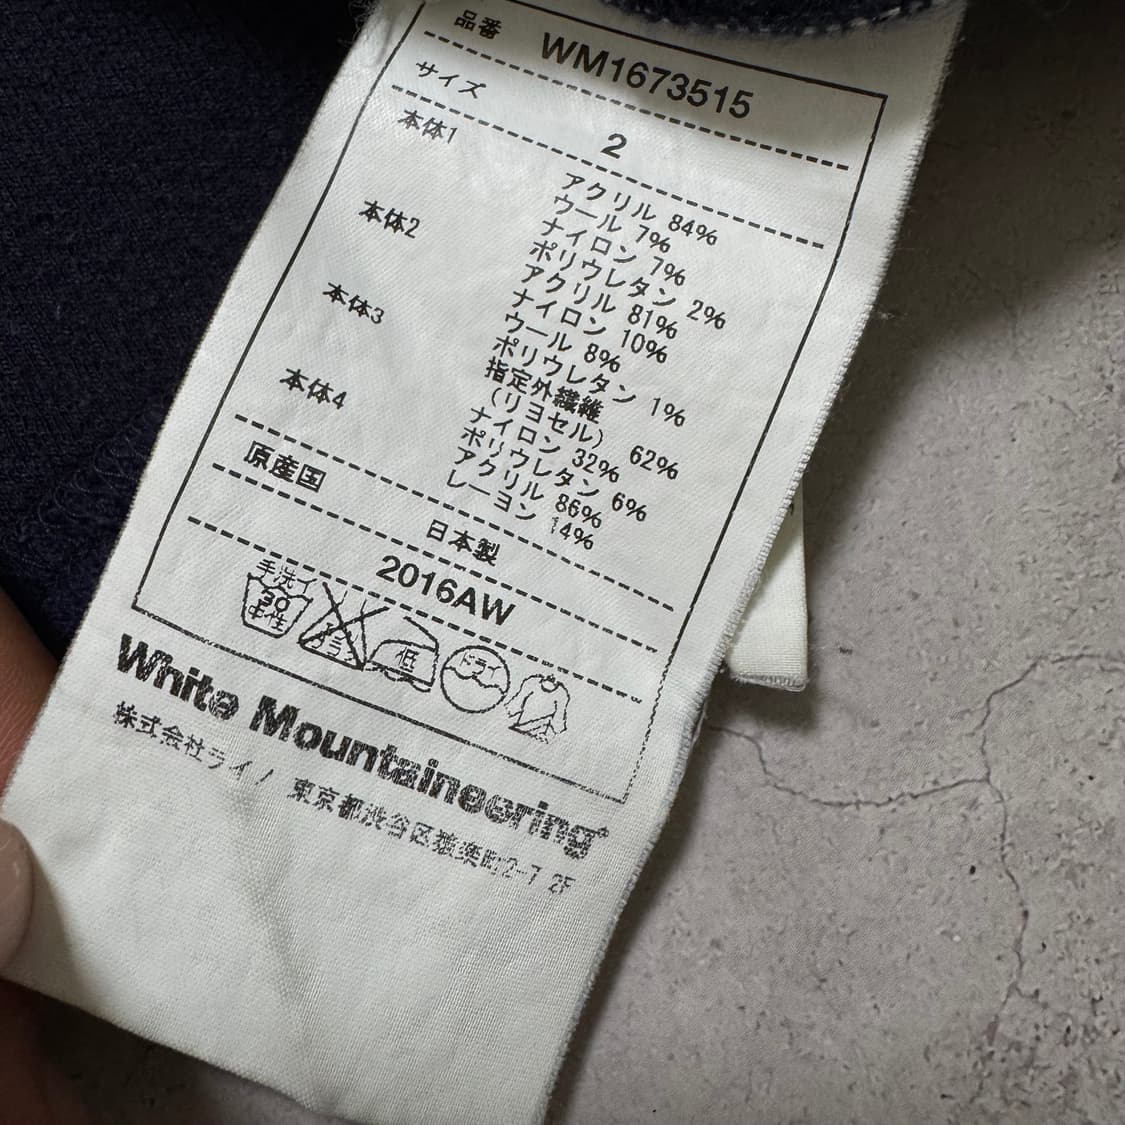 品番 WM1673515
サイズ 2
本体1 アクリル 84%
ウール 7%
ナイロン 7%
ポリウレタン 2%
本体2 アクリル 81%
ナイロン 10%
ウール 8%
ポリウレタン 1%
本体3 指定外繊維
(リヨセル) 62%
ナイロン 32%
ポリウレタン 6%
本体4 アクリル 86%
レーヨン 14%
原産国 日本製
2016AW
手洗イ
30
中性
エンソサラシ
低
ドライ
White Mountaineering
株式会社ライノ 東京都渋谷区猿楽町2-7 2F